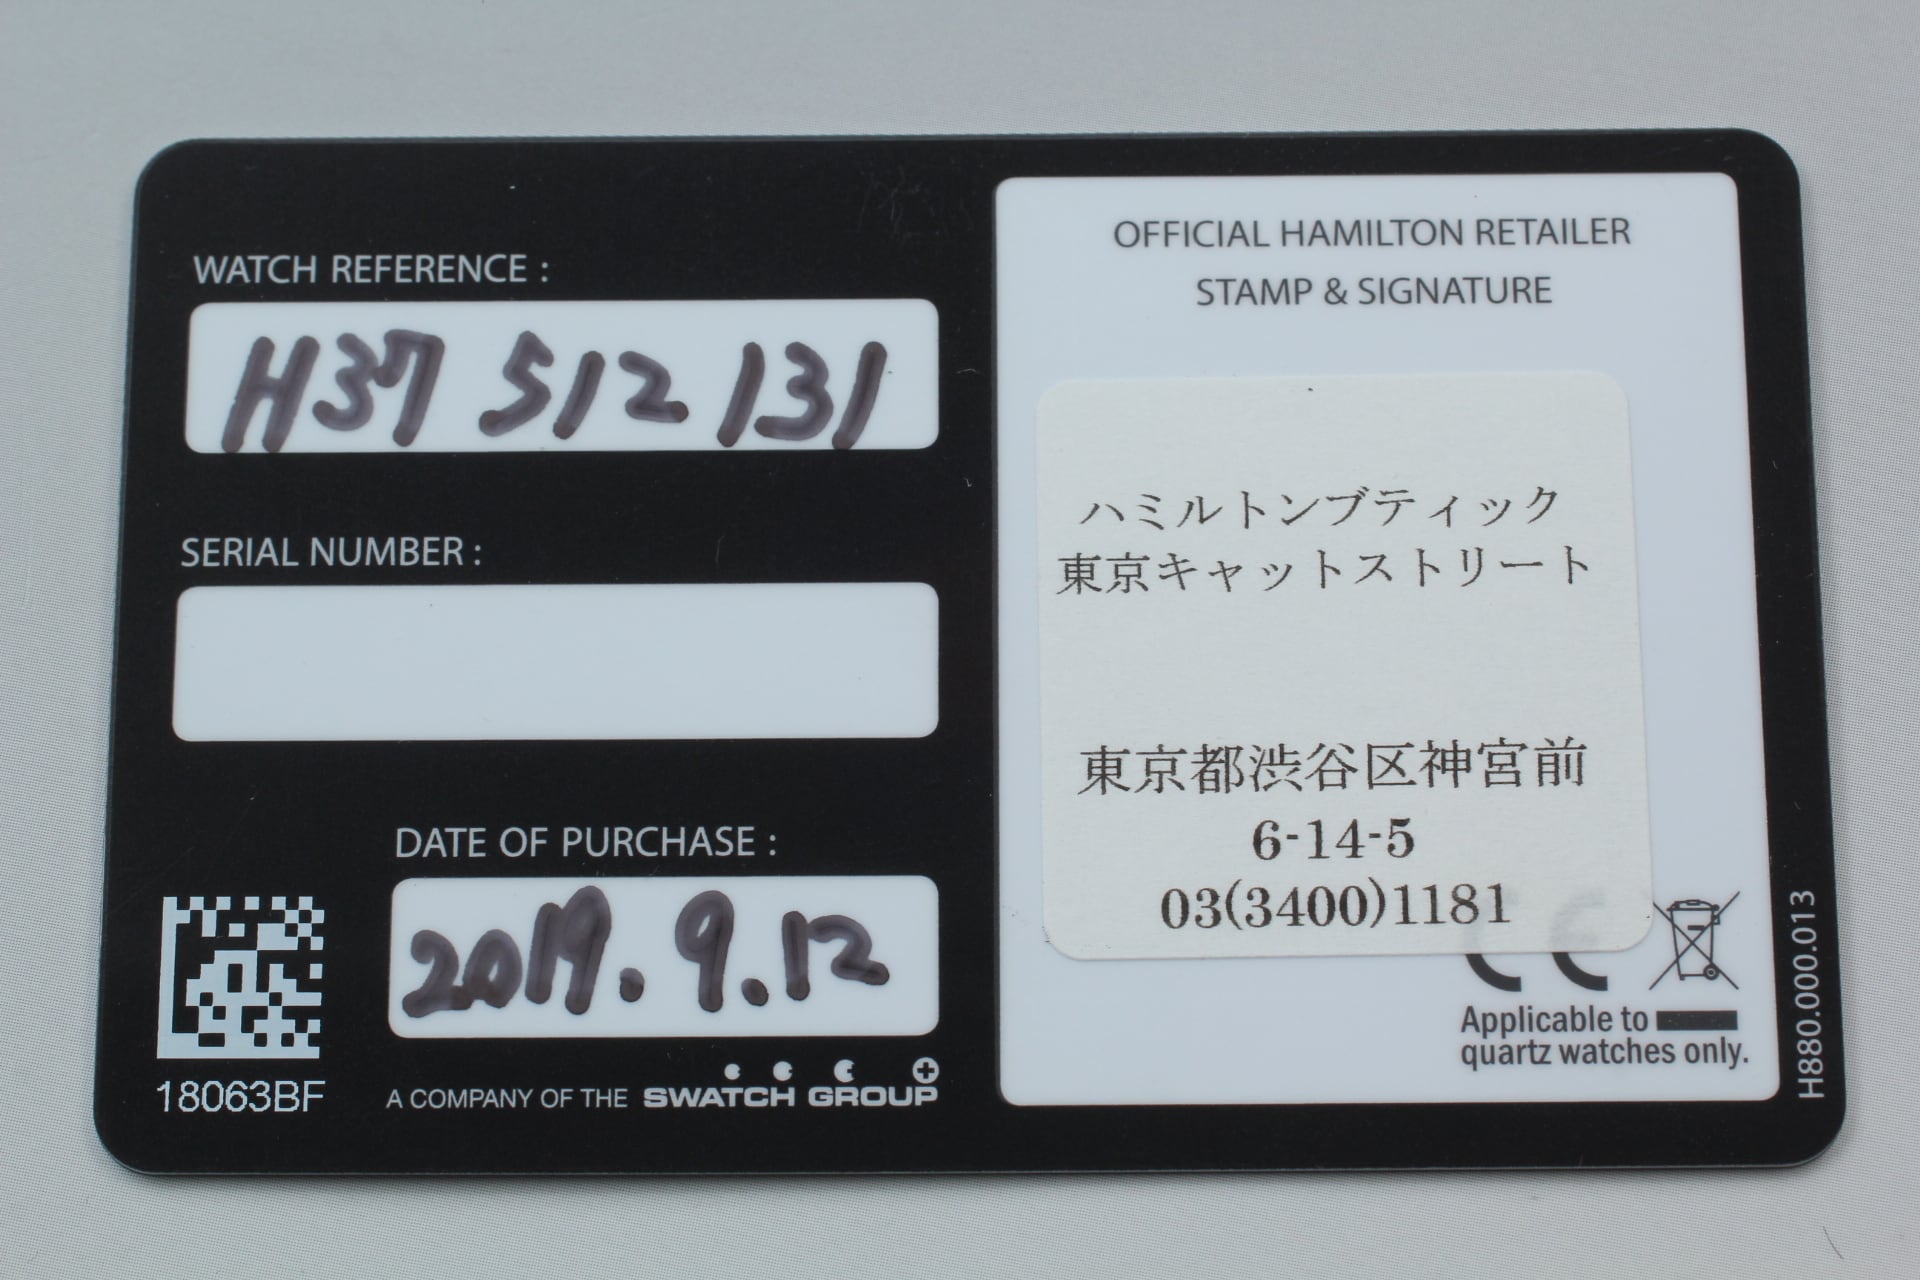 WATCH REFERENCE :
H37 512 131
SERIAL NUMBER :
DATE OF PURCHASE :
2019. 9. 12
18063BF
A COMPANY OF THE SWATCH GROUP
OFFICIAL HAMILTON RETAILER
STAMP & SIGNATURE
ハミルトンブティック
東京キャットストリート
東京都渋谷区神宮前
6-14-5
03(3400)1181
CE
Applicable to
quartz watches only.
H880.000.013